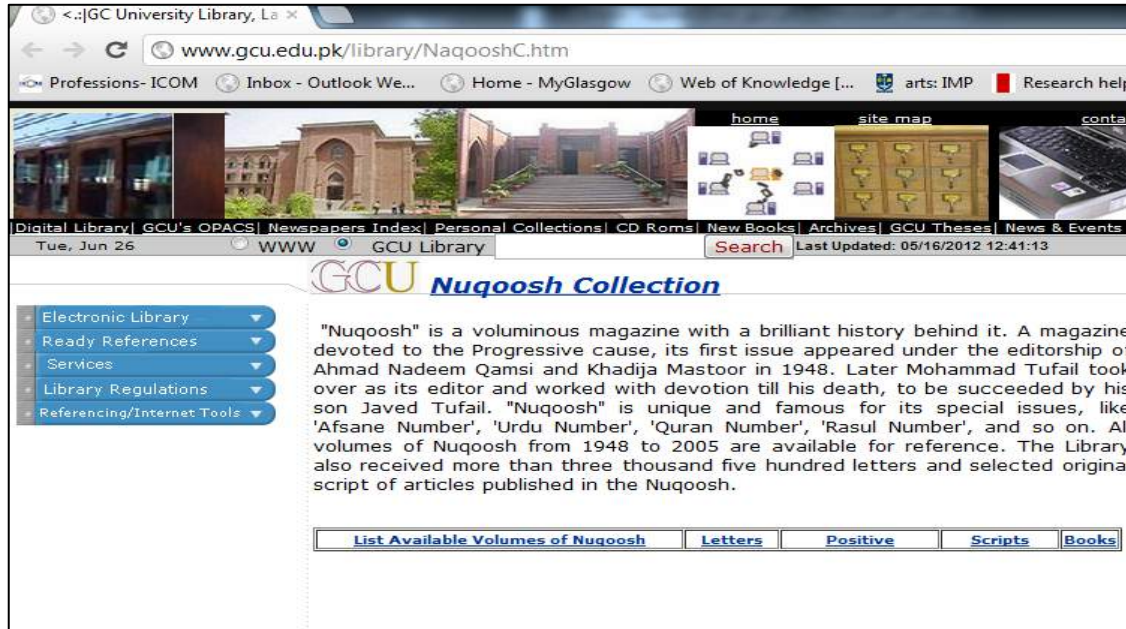 <.:|GC University Library, La
www.gcu.edu.pk/library/NaqooshC.htm
Professions- ICOM Inbox - Outlook We... Home - MyGlasgow Web of Knowledge [... arts: IMP Research help
home site map conta
|Digital Library| GCU's OPACS| Newspapers Index| Personal Collections| CD Roms| New Books| Archives| GCU Theses| News & Events
Tue, Jun 26 WWW GCU Library Search Last Updated: 05/16/2012 12:41:13
GCU Nuqoosh Collection
Electronic Library
Ready References
Services
Library Regulations
Referencing/Internet Tools
"Nuqoosh" is a voluminous magazine with a brilliant history behind it. A magazine
devoted to the Progressive cause, its first issue appeared under the editorship of
Ahmad Nadeem Qamsi and Khadija Mastoor in 1948. Later Mohammad Tufail took
over as its editor and worked with devotion till his death, to be succeeded by his
son Javed Tufail. "Nuqoosh" is unique and famous for its special issues, like
'Afsane Number', 'Urdu Number', 'Quran Number', 'Rasul Number', and so on. Al
volumes of Nuqoosh from 1948 to 2005 are available for reference. The Library
also received more than three thousand five hundred letters and selected origina
script of articles published in the Nuqoosh.
List Available Volumes of Nuqoosh Letters Positive Scripts Books